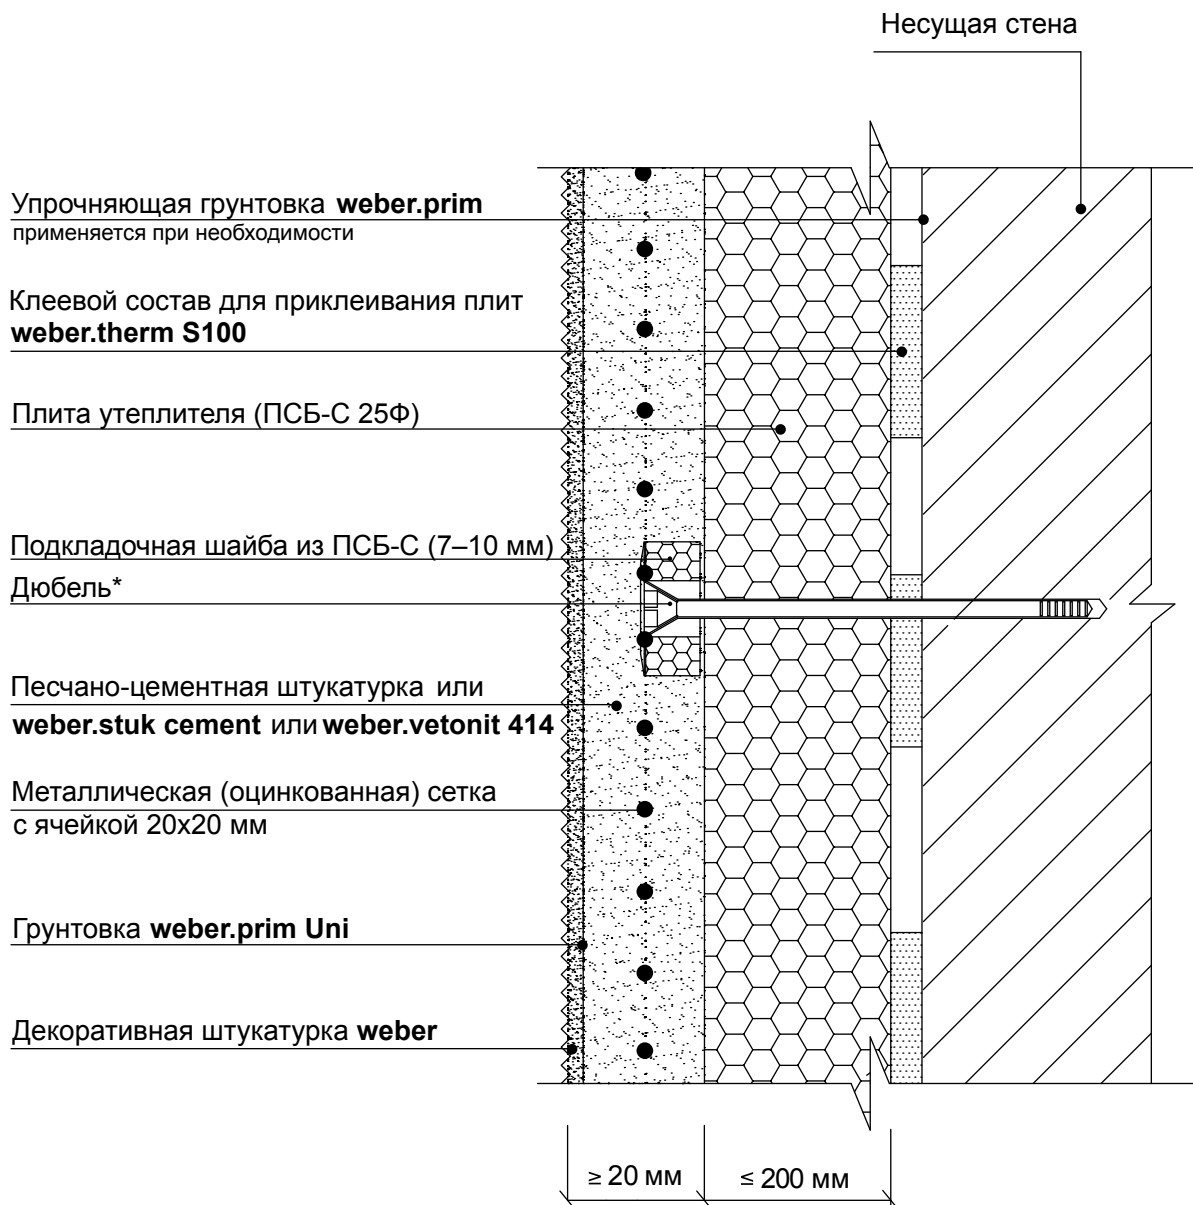 Несущая стена
Упрочняющая грунтовка weber.prim
применяется при необходимости
Клеевой состав для приклеивания плит
weber.therm S100
Плита утеплителя (ПСБ-С 25Ф)
Подкладочная шайба из ПСБ-С (7–10 мм)
Дюбель*
Песчано-цементная штукатурка или
weber.stuk cement или weber.vetonit 414
Металлическая (оцинкованная) сетка
с ячейкой 20х20 мм
Грунтовка weber.prim Uni
Декоративная штукатурка weber
≥ 20 мм ≤ 200 мм